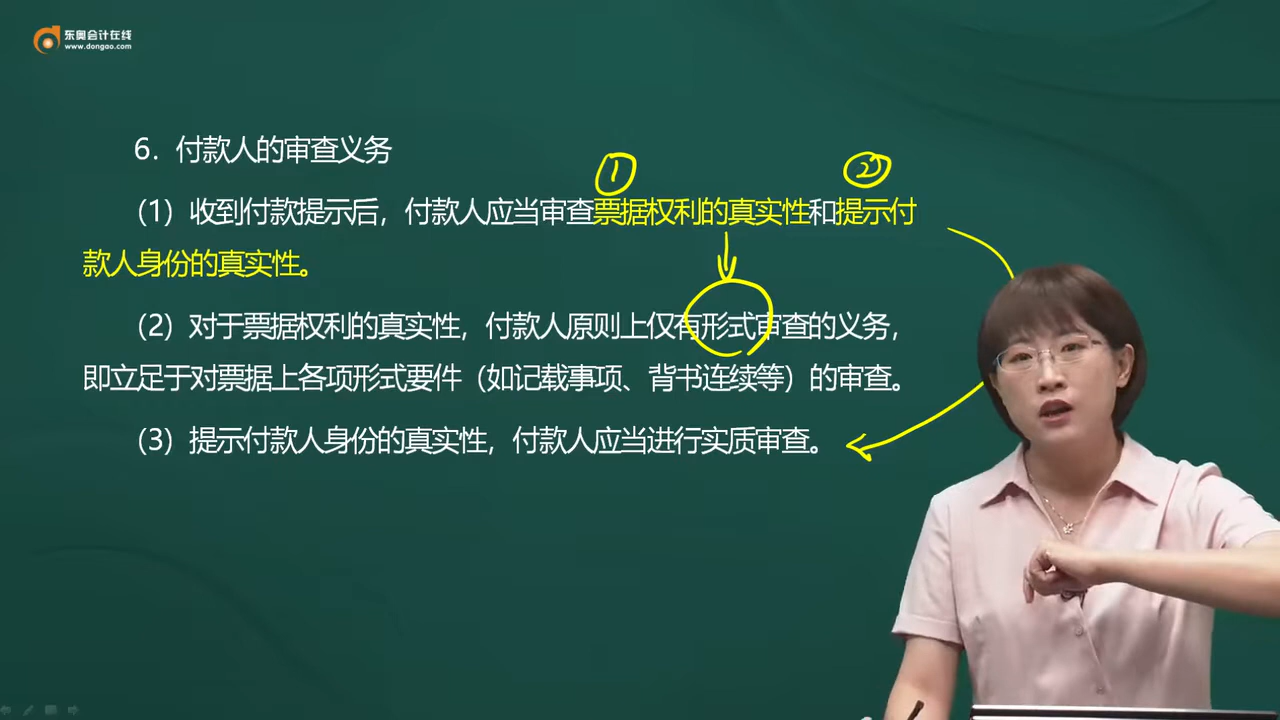 东奥会计在线
www.dongao.com
6. 付款人的审查义务
① ②
（1）收到付款提示后，付款人应当审查票据权利的真实性和提示付
款人身份的真实性。
（2）对于票据权利的真实性，付款人原则上仅有形式审查的义务，
即立足于对票据上各项形式要件（如记载事项、背书连续等）的审查。
（3）提示付款人身份的真实性，付款人应当进行实质审查。